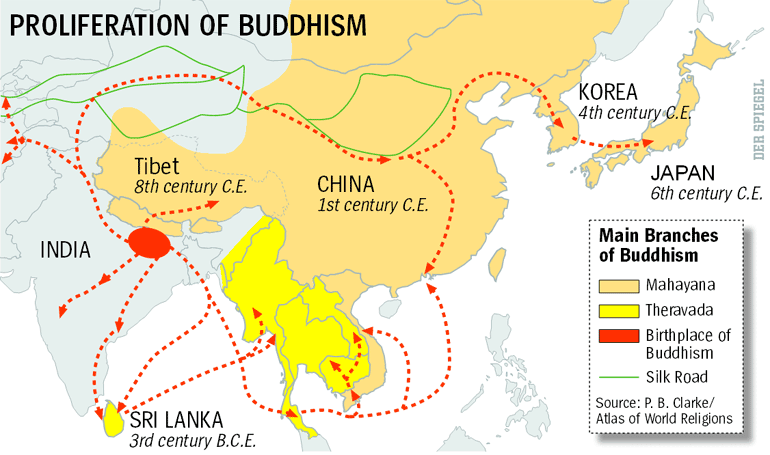 PROLIFERATION OF BUDDHISM
KOREA
4th century C.E.
DER SPIEGEL
Tibet
8th century C.E.
CHINA
1st century C.E.
JAPAN
6th century C.E.
INDIA
SRI LANKA
3rd century B.C.E.
Main Branches
of Buddhism
Mahayana
Theravada
Birthplace of
Buddhism
Silk Road
Source: P. B. Clarke/
Atlas of World Religions